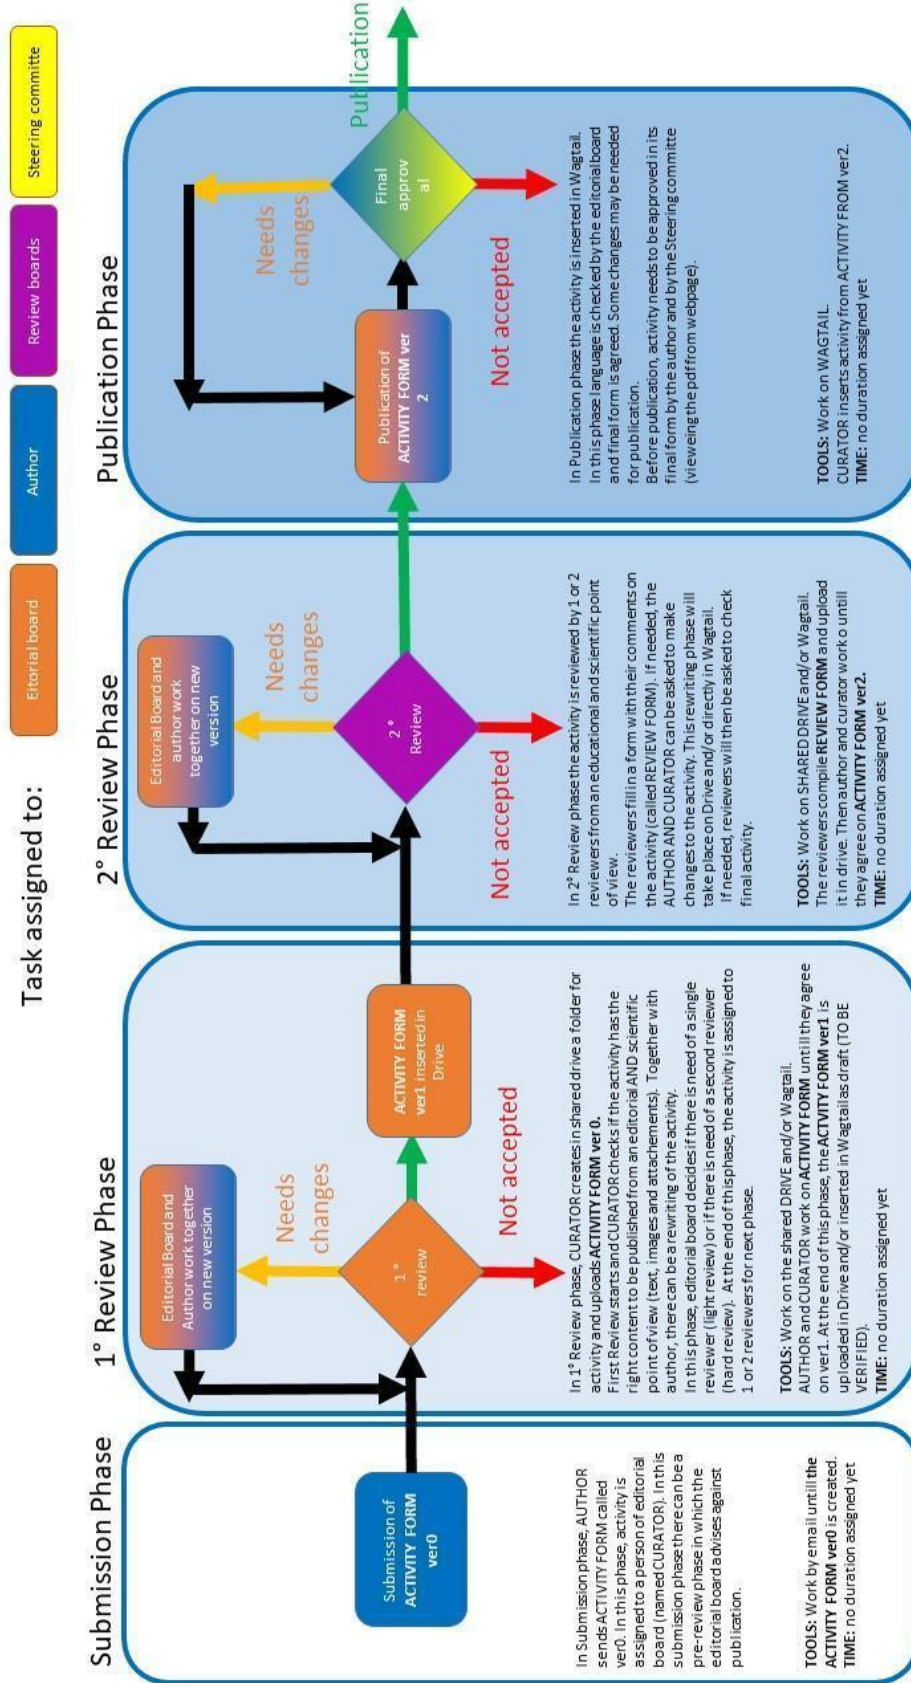 Task assigned to:
Eitorial board
Author
Review boards
Steering committe
Submission Phase
Submission of
ACTIVITY FORM
ver0
In Submission phase, AUTHOR
sends ACTIVITY FORM called
ver0. In this phase, activity is
assigned to a person of editorial
board (named CURATOR). In this
submission phase there can be a
pre-review phase in which the
editorial board advises against
publication.
TOOLS: Work by email untill the
ACTIVITY FORM ver0 is created.
TIME: no duration assigned yet
1° Review Phase
Editorial Board and
Author work together
on new version
Needs
changes
1°
review
Not accepted
ACTIVITY FORM
ver1 inserted in
Drive
In 1° Review phase, CURATOR creates in shared drive a folder for
activity and uploads ACTIVITY FORM ver 0.
First Review starts and CURATOR checks if the activity has the
right content to be published from an editorial AND scientific
point of view (text, images and attachements). Together with
author, there can be a rewriting of the activity.
In this phase, editorial board decides if there is need of a single
reviewer (light review) or if there is need of a second reviewer
(hard review). At the end of this phase, the activity is assigned to
1 or 2 reviewers for next phase.
TOOLS: Work on the shared DRIVE and/or Wagtail.
AUTHOR and CURATOR work on ACTIVITY FORM untill they agree
on ver1. At the end of this phase, the ACTIVITY FORM ver1 is
uploaded in Drive and/or inserted in Wagtail as draft (TO BE
VERIFIED).
TIME: no duration assigned yet
2° Review Phase
Editorial Board and
author work
together on new
version
Needs
changes
2°
Review
Not accepted
In 2° Review phase the activity is reviewed by 1 or 2
reviewers from an educational and scientific point
of view.
The reviewers fill in a form with their comments on
the activity (called REVIEW FORM). If needed, the
AUTHOR AND CURATOR can be asked to make
changes to the activity. This rewriting phase will
take place on Drive and/or directly in Wagtail.
If needed, reviewers will then be asked to check
final activity.
TOOLS: Work on SHARED DRIVE and/or Wagtail.
The reviewers compile REVIEW FORM and upload
it in drive. Then author and curator work o untill
they agree on ACTIVITY FORM ver2.
TIME: no duration assigned yet
Publication Phase
Publication of
ACTIVITY FORM ver
2
Needs
changes
Final
approv
al
Publication
Not accepted
In Publication phase the activity is inserted in Wagtail.
In this phase language is checked by the editorial board
and final form is agreed. Some changes may be needed
for publication.
Before publication, activity needs to be approved in its
final form by the author and by the Steering committe
(vieweing the pdf from webpage).
TOOLS: Work on WAGTAIL.
CURATOR inserts activity from ACTIVITY FROM ver2.
TIME: no duration assigned yet